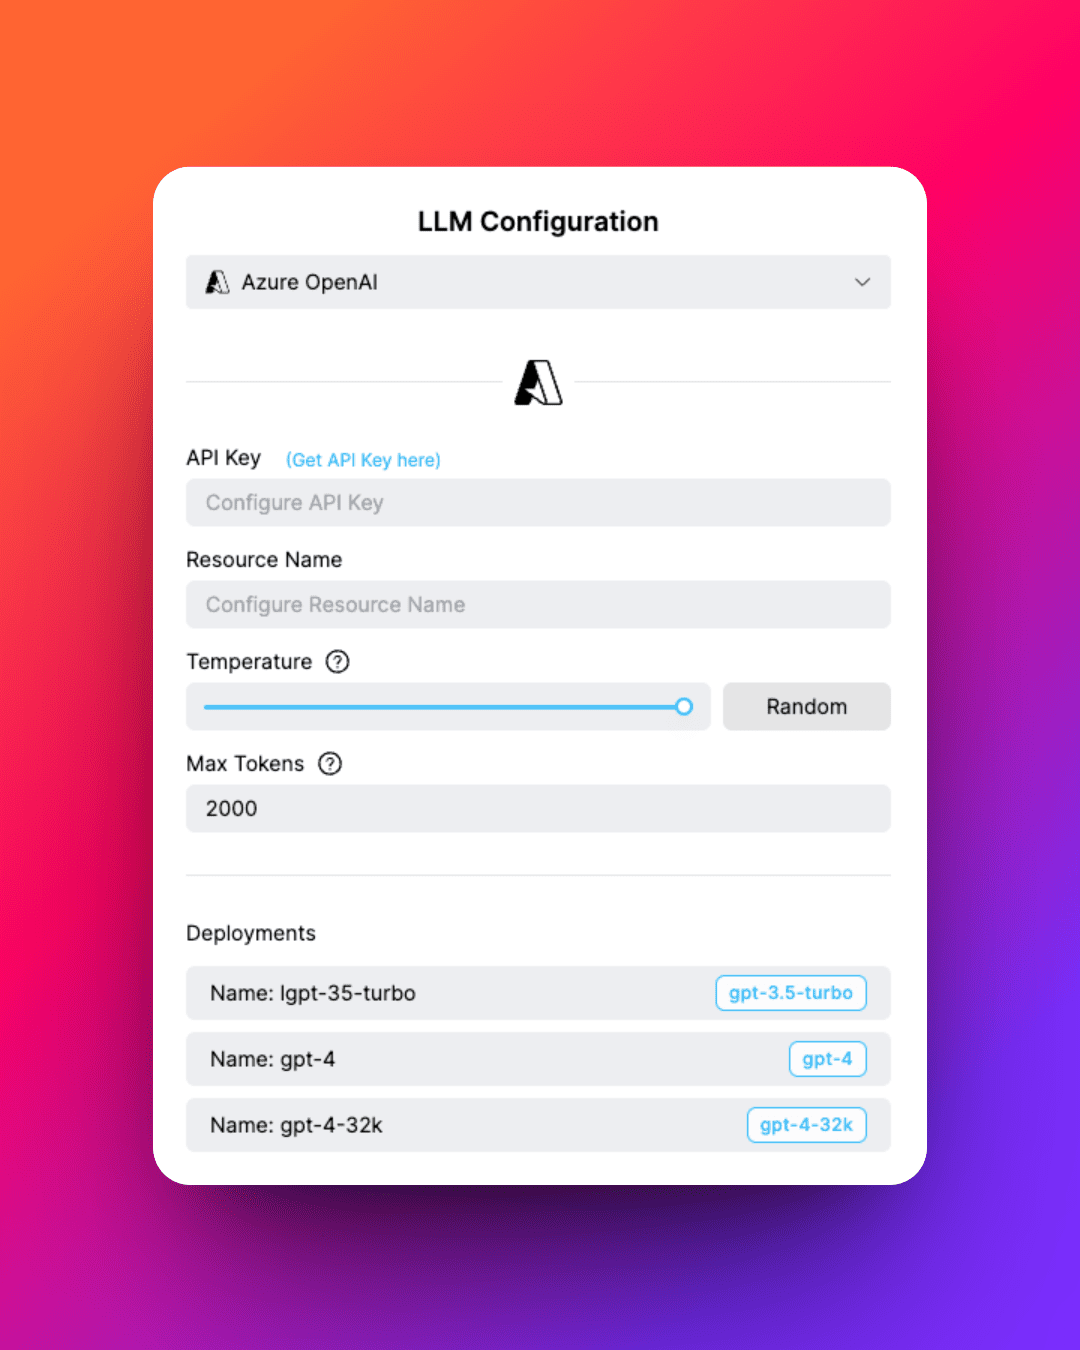 LLM Configuration
Azure OpenAI
API Key (Get API Key here)
Configure API Key
Resource Name
Configure Resource Name
Temperature ?
Random
Max Tokens ?
2000
Deployments
Name: lgpt-35-turbo gpt-3.5-turbo
Name: gpt-4 gpt-4
Name: gpt-4-32k gpt-4-32k